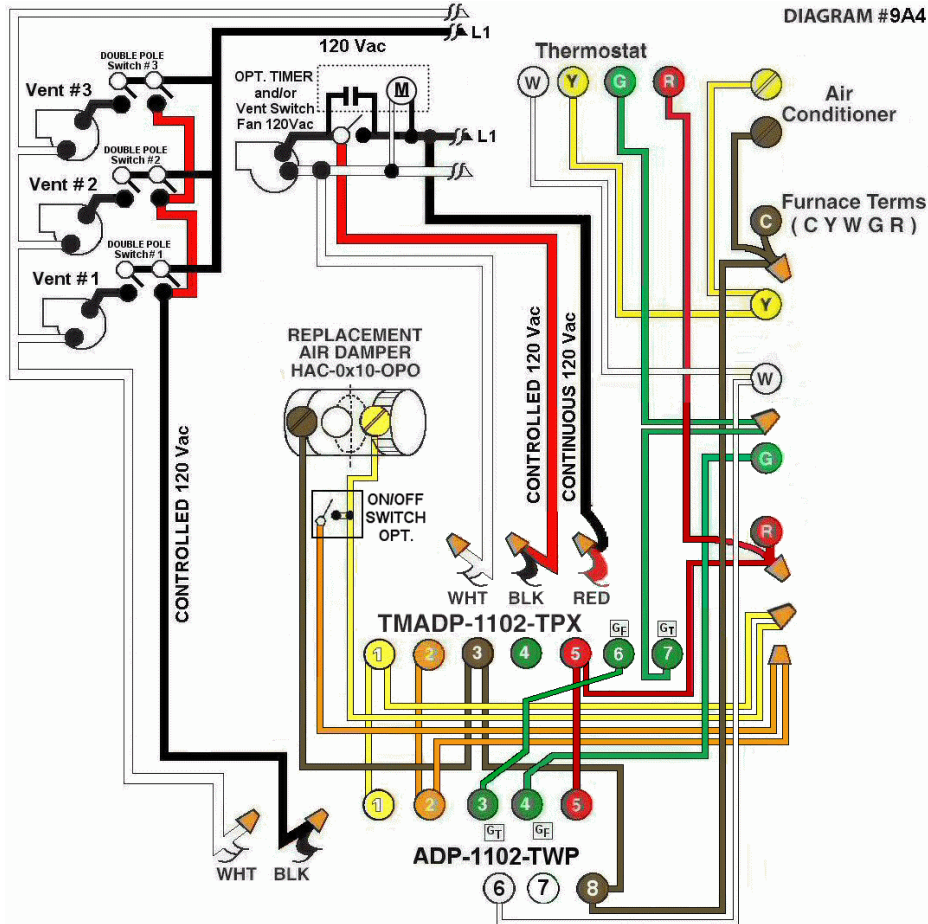 DIAGRAM #9A4
L1
120 Vac
DOUBLE POLE
Switch #3
Vent #3
OPT. TIMER
and/or
Vent Switch
Fan 120Vac
M
L1
Thermostat
W Y G R
Air
Conditioner
DOUBLE POLE
Switch #2
Vent #2
Furnace Terms
( C Y W G R )
C
DOUBLE POLE
Switch# 1
Vent #1
Y
REPLACEMENT
AIR DAMPER
HAC-0x10-OPO
W
G
CONTROLLED 120 Vac
CONTROLLED 120 Vac
CONTINUOUS 120 Vac
ON/OFF
SWITCH
OPT.
R
WHT BLK RED
TMADP-1102-TPX
GF GT
1 2 3 4 5 6 7
1 2 3 4 5
GT GF
ADP-1102-TWP
6 7 8
WHT BLK